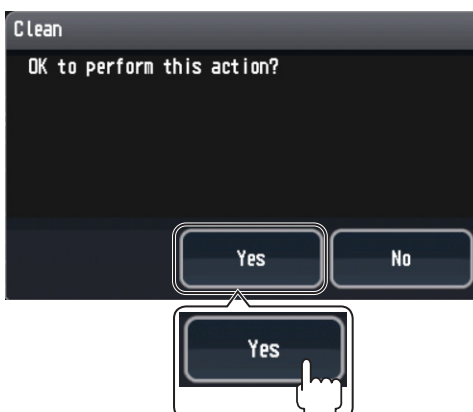 Clean
OK to perform this action?
Yes No
Yes